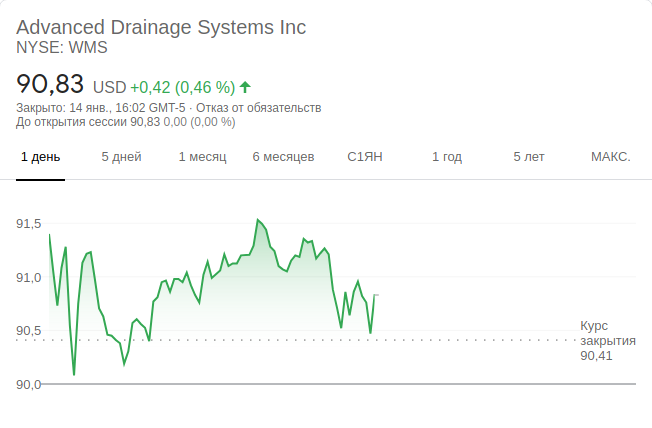 Advanced Drainage Systems Inc
NYSE: WMS
90,83 USD +0,42 (0,46 %)
Закрыто: 14 янв., 16:02 GMT-5 · Отказ от обязательств
До открытия сессии 90,83 0,00 (0,00 %)
1 день 5 дней 1 месяц 6 месяцев С1ЯН 1 год 5 лет МАКС.
91,5
91,0
90,5
Курс
закрытия
90,41
90,0